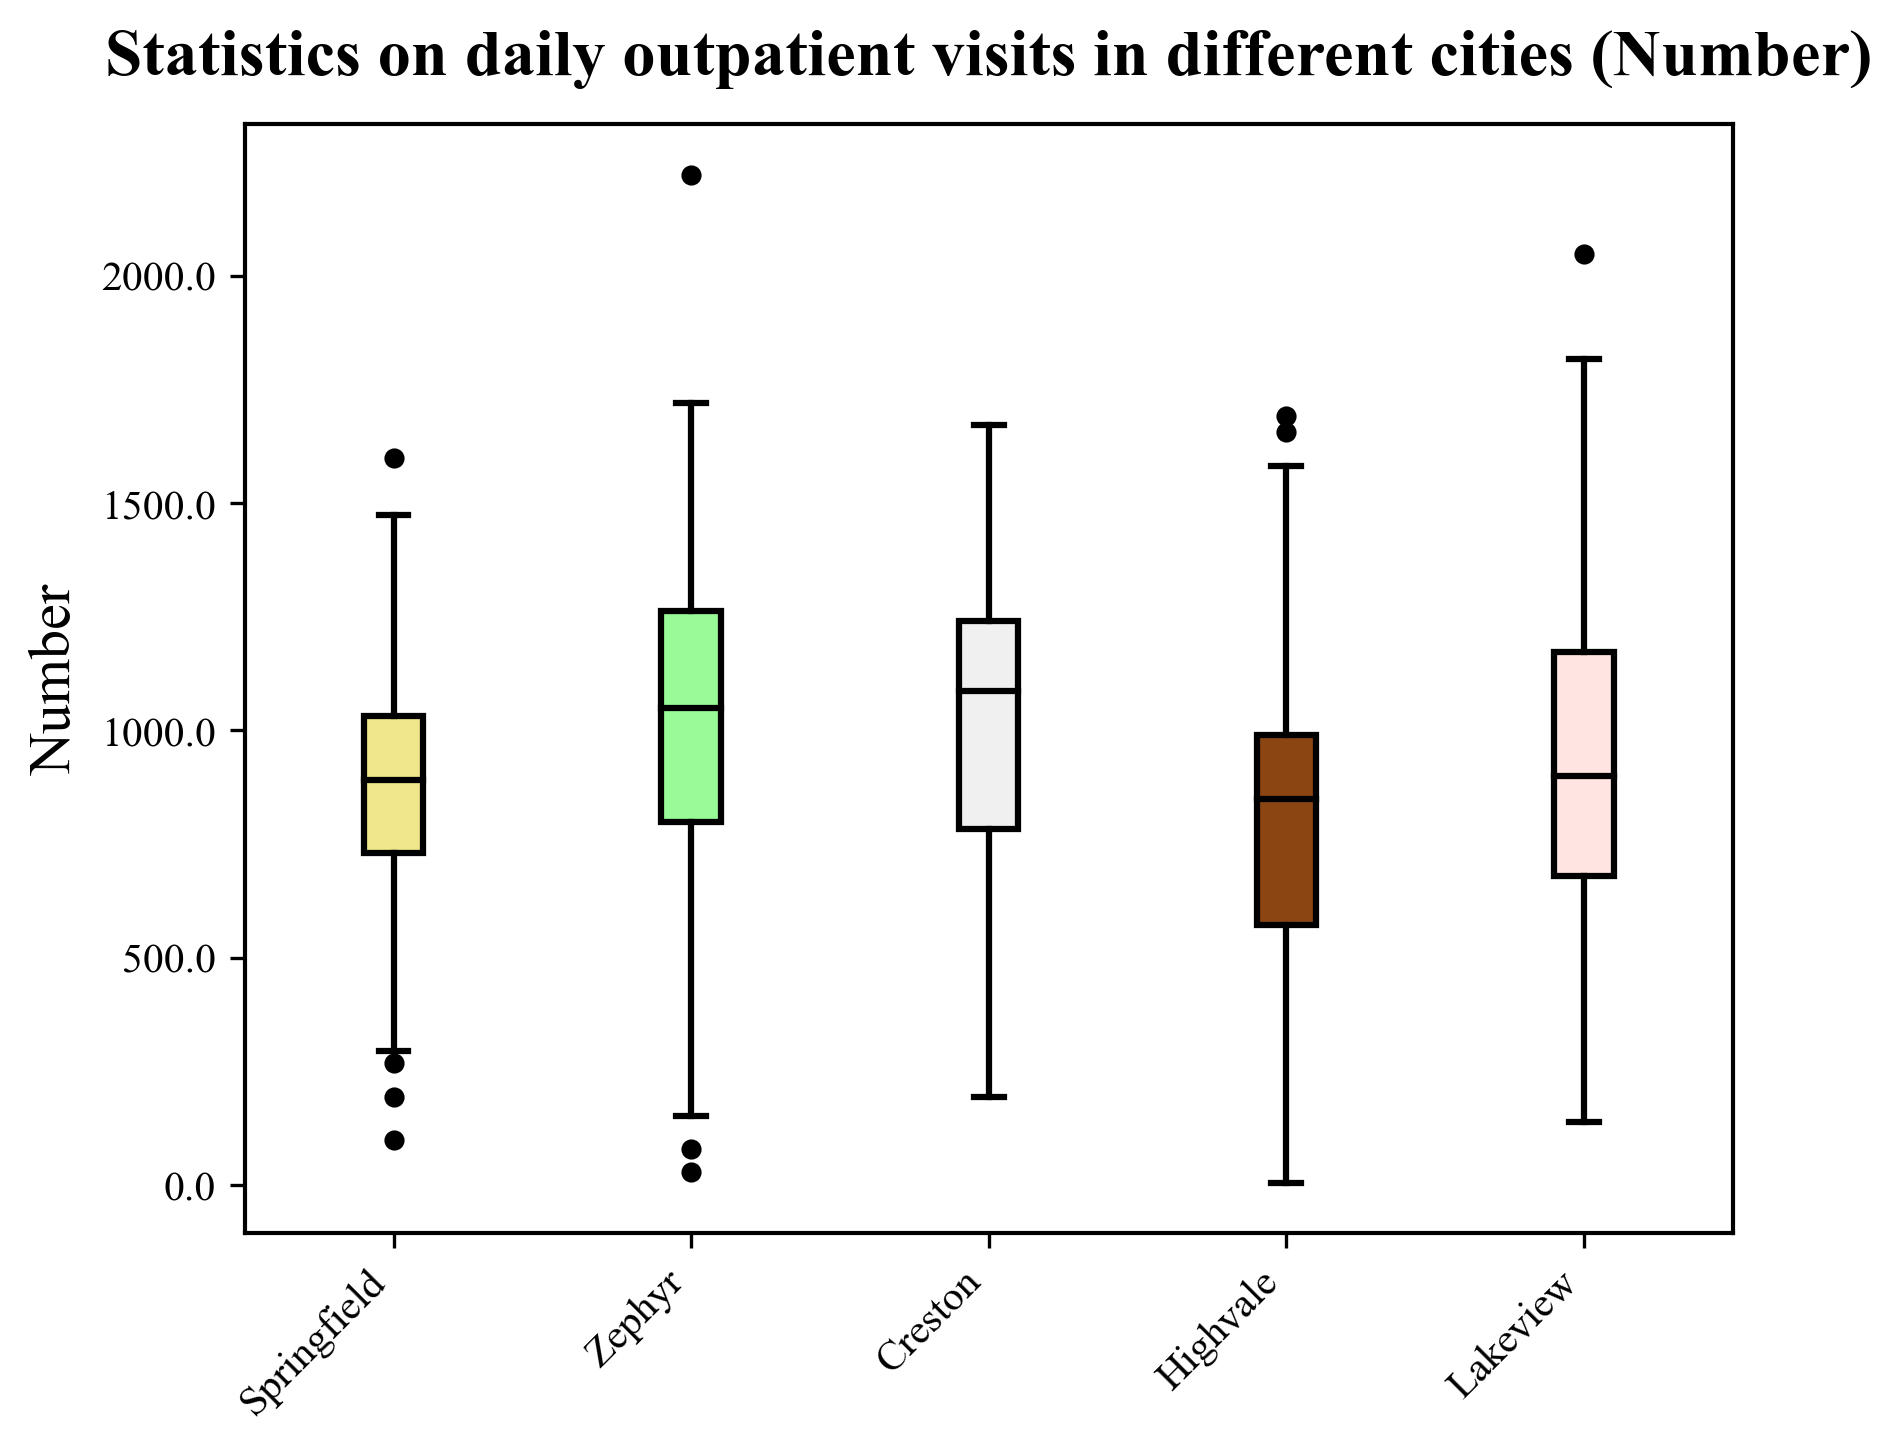 Statistics on daily outpatient visits in different cities (Number)
Number
2000.0
1500.0
1000.0
500.0
0.0
Springfield
Zephyr
Creston
Highvale
Lakeview